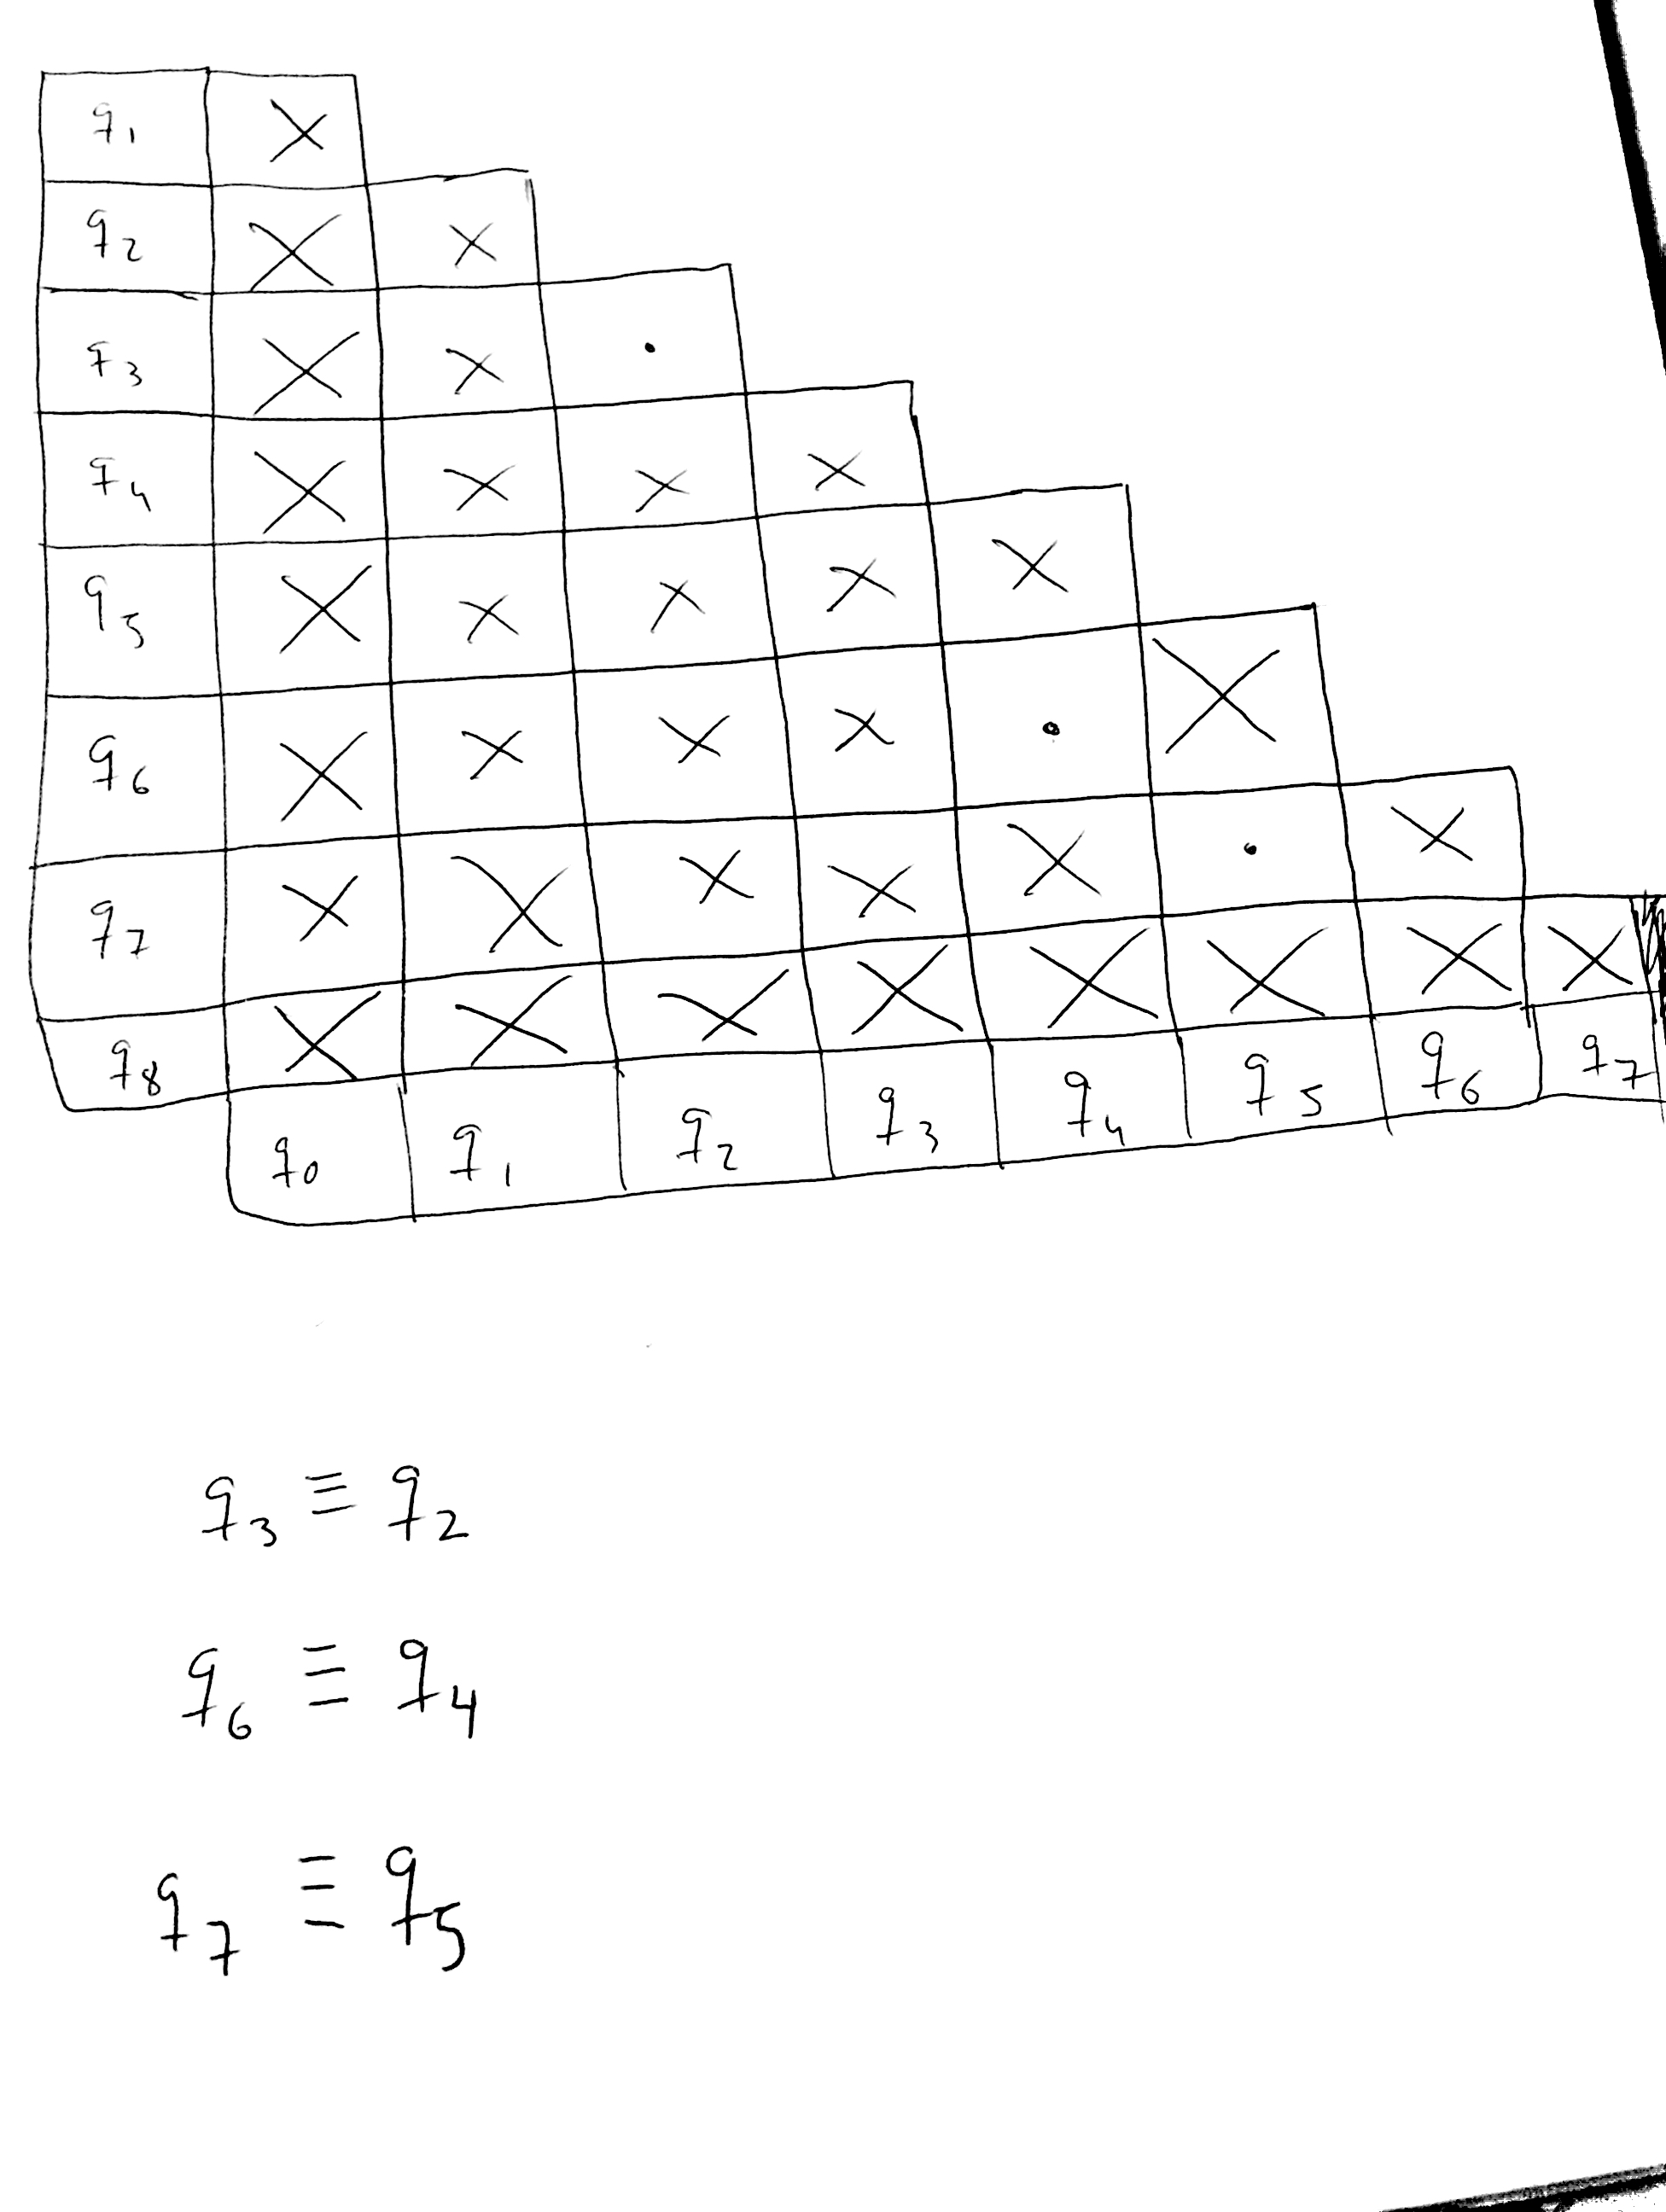 q1 X
q2 X X
q3 X X •
q4 X X X X
q5 X X X X X
q6 X X X X • X
q7 X X X X X • X
q8 X X X X X X X X
q0 q1 q2 q3 q4 q5 q6 q7
q3 ≡ q2
q6 ≡ q4
q7 ≡ q5